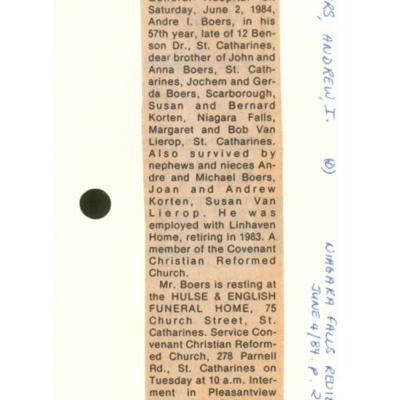 Saturday, June 2, 1984,
Andre I. Boers, in his
57th year, late of 12 Ben-
son Dr., St. Catharines,
dear brother of John and
Anna Boers, St. Cath-
arines, Jochem and Ger-
da Boers, Scarborough,
Susan and Bernard
Korten, Niagara Falls,
Margaret and Bob Van
Lierop, St. Catharines.
Also survived by
nephews and nieces An-
dre and Michael Boers,
Joan and Andrew
Korten, Susan Van
Lierop. He was
employed with Linhaven
Home, retiring in 1983. A
member of the Covenant
Christian Reformed
Church.
Mr. Boers is resting at
the HULSE & ENGLISH
FUNERAL HOME, 75
Church Street, St.
Catharines. Service Cov-
enant Christian Reform-
ed Church, 278 Parnell
Rd., St. Catharines on
Tuesday at 10 a.m. Inter-
ment in Pleasantview
RS, ANDREW, I.
(D)
NIAGARA FALLS REVIE
JUNE 4/84. P. 2